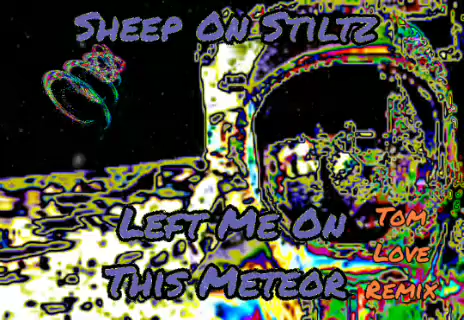 Sheep On Stiltz
Left Me On
This Meteor
Tom
Love
Remix